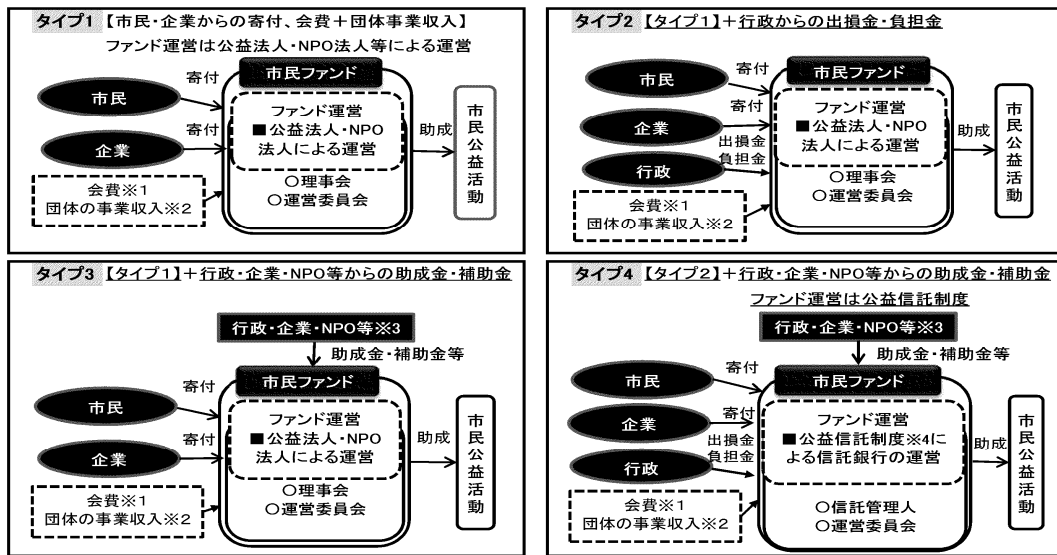 タイプ1 【市民・企業からの寄付、会費＋団体事業収入】
ファンド運営は公益法人・NPO法人等による運営
市民ファンド
寄付
市民
ファンド運営
■公益法人・NPO
法人による運営
寄付
企業
助成
市民公益活動
会費※1
団体の事業収入※2
○理事会
○運営委員会
タイプ2 【タイプ1】＋行政からの出損金・負担金
市民ファンド
市民
寄付
ファンド運営
■公益法人・NPO
法人による運営
寄付
企業
出損金
負担金
行政
助成
市民公益活動
会費※1
団体の事業収入※2
○理事会
○運営委員会
タイプ3 【タイプ1】＋行政・企業・NPO等からの助成金・補助金
行政・企業・NPO等※3
助成金・補助金等
市民ファンド
寄付
市民
ファンド運営
■公益法人・NPO
法人による運営
寄付
企業
助成
市民公益活動
会費※1
団体の事業収入※2
○理事会
○運営委員会
タイプ4 【タイプ2】＋行政・企業・NPO等からの助成金・補助金
ファンド運営は公益信託制度
行政・企業・NPO等※3
助成金・補助金等
市民ファンド
寄付
市民
ファンド運営
■公益信託制度※4に
よる信託銀行の運営
寄付
企業
出損金
負担金
行政
助成
市民公益活動
会費※1
団体の事業収入※2
○信託管理人
○運営委員会